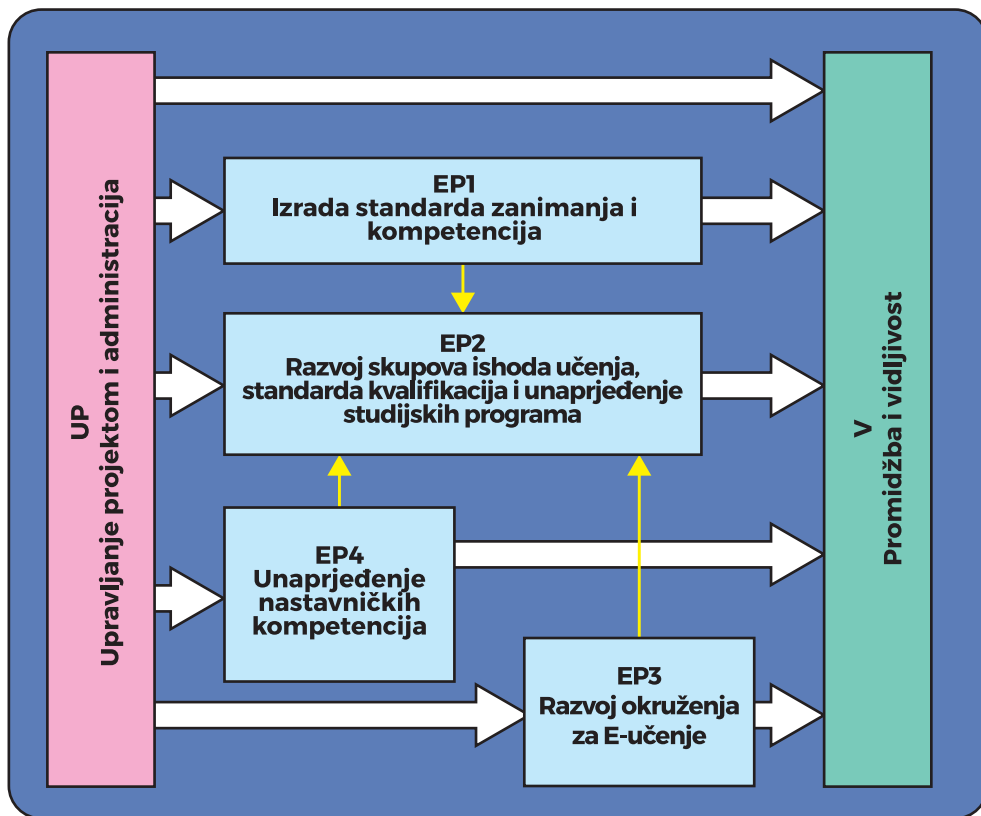 UP
Upravljanje projektom i administracija
EP1
Izrada standarda zanimanja i
kompetencija
EP2
Razvoj skupova ishoda učenja,
standarda kvalifikacija i unaprjeđenje
studijskih programa
EP4
Unaprjeđenje
nastavničkih
kompetencija
EP3
Razvoj okruženja
za E-učenje
V
Promidžba i vidljivost